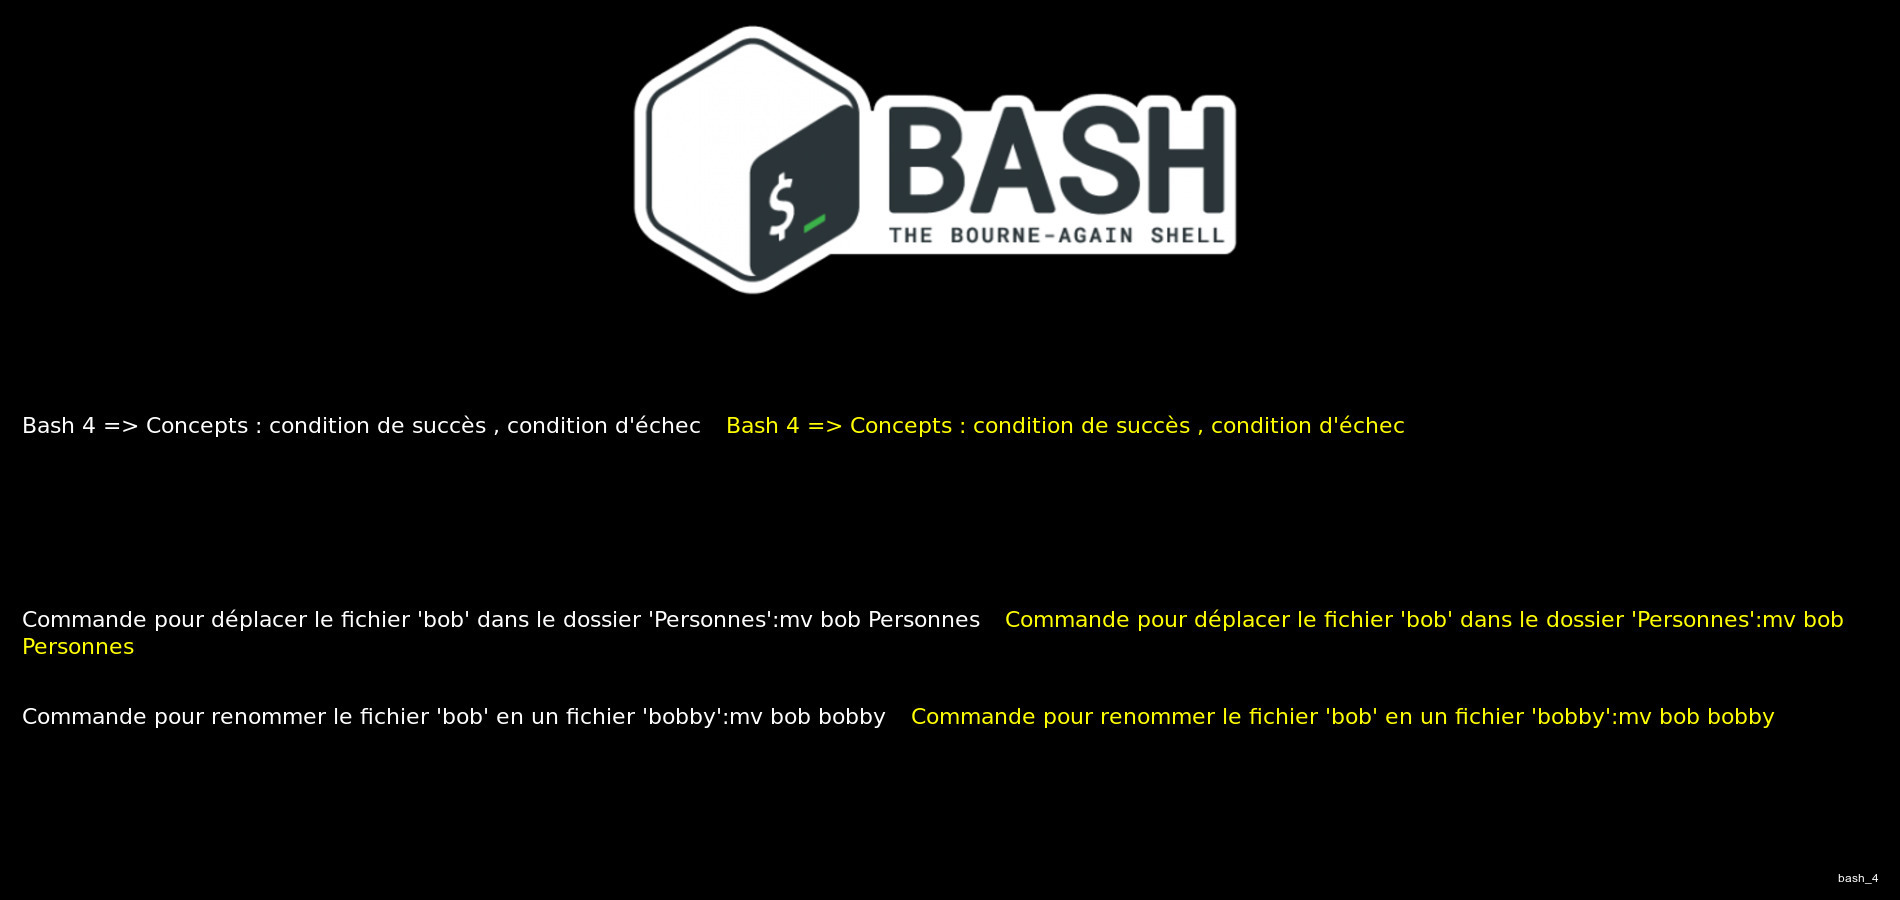 $_
BASH
THE BOURNE-AGAIN SHELL
Bash 4 => Concepts : condition de succès , condition d'échec Bash 4 => Concepts : condition de succès , condition d'échec
Commande pour déplacer le fichier 'bob' dans le dossier 'Personnes':mv bob Personnes Commande pour déplacer le fichier 'bob' dans le dossier 'Personnes':mv bob
Personnes
Commande pour renommer le fichier 'bob' en un fichier 'bobby':mv bob bobby Commande pour renommer le fichier 'bob' en un fichier 'bobby':mv bob bobby
bash_4